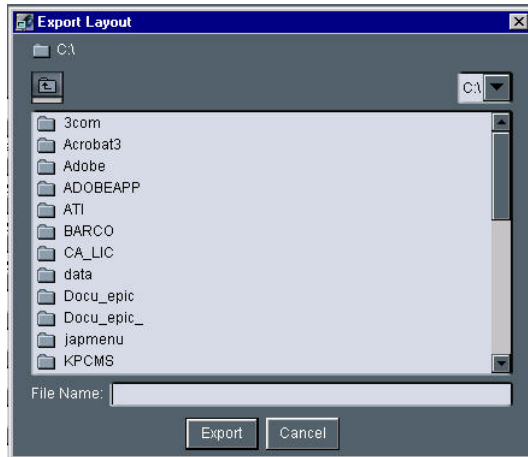 Export Layout
C:\
C:\
3com
Acrobat3
Adobe
ADOBEAPP
ATI
BARCO
CA_LIC
data
Docu_epic
Docu_epic_
japmenu
KPCMS
File Name:
Export Cancel